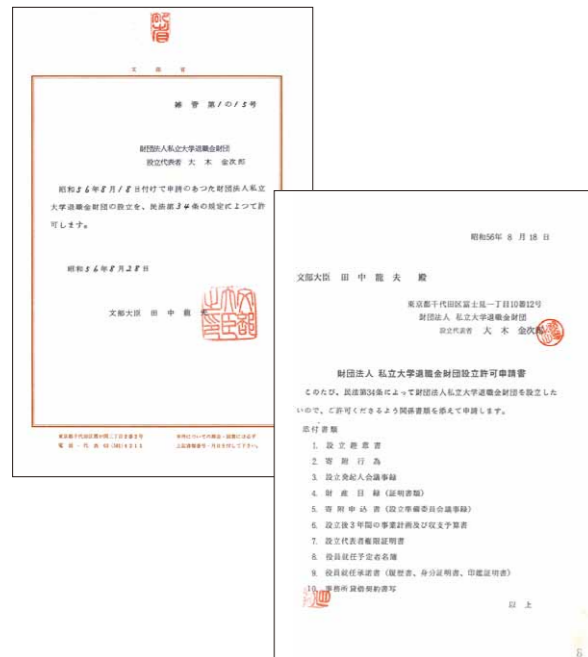 文部省
雑管第1の15号
財団法人私立大学退職金財団
設立代表者 大木金次郎
昭和56年8月18日付けで申請のあつた財団法人私立
大学退職金財団の設立を、民法第34条の規定によつて許
可します。
昭和56年8月28日
文部大臣 田中龍夫
文部大臣之印
昭和56年 8月18日
文部大臣 田中龍夫 殿
東京都千代田区富士見一丁目10番12号
財団法人 私立大学退職金財団
設立代表者 大木金次郎
財団法人 私立大学退職金財団設立許可申請書
このたび、民法第34条によって財団法人私立大学退職金財団を設立した
いので、ご許可くださるよう関係書類を添えて申請します。
添付書類
1. 設立趣意書
2. 寄附行為
3. 設立発起人会議事録
4. 財産目録(証明書類)
5. 寄附申込書(設立準備委員会議事録)
6. 設立後3年間の事業計画及び収支予算書
7. 設立代表者権限証明書
8. 役員就任予定者名簿
9. 役員就任承諾書(履歴書、身分証明書、印鑑証明書)
10. 事務所貸借契約書写
以上